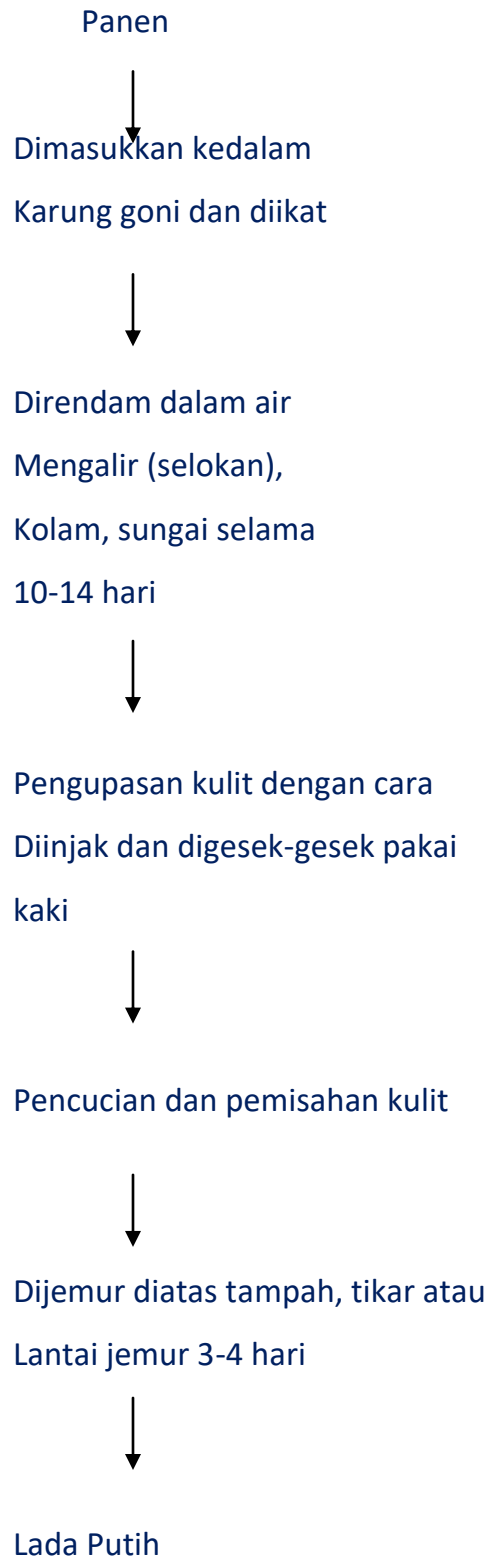 Panen
Dimasukkan kedalam
Karung goni dan diikat
Direndam dalam air
Mengalir (selokan),
Kolam, sungai selama
10-14 hari
Pengupasan kulit dengan cara
Diinjak dan digesek-gesek pakai
kaki
Pencucian dan pemisahan kulit
Dijemur diatas tampah, tikar atau
Lantai jemur 3-4 hari
Lada Putih